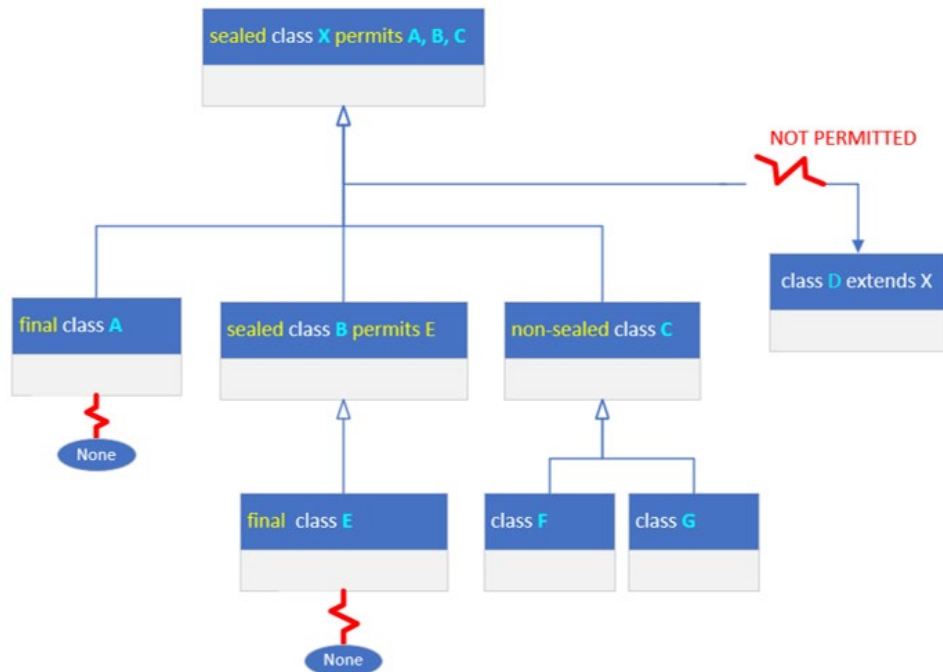 sealed class X permits A, B, C
NOT PERMITTED
class D extends X
final class A
sealed class B permits E
non-sealed class C
None
final class E
class F
class G
None